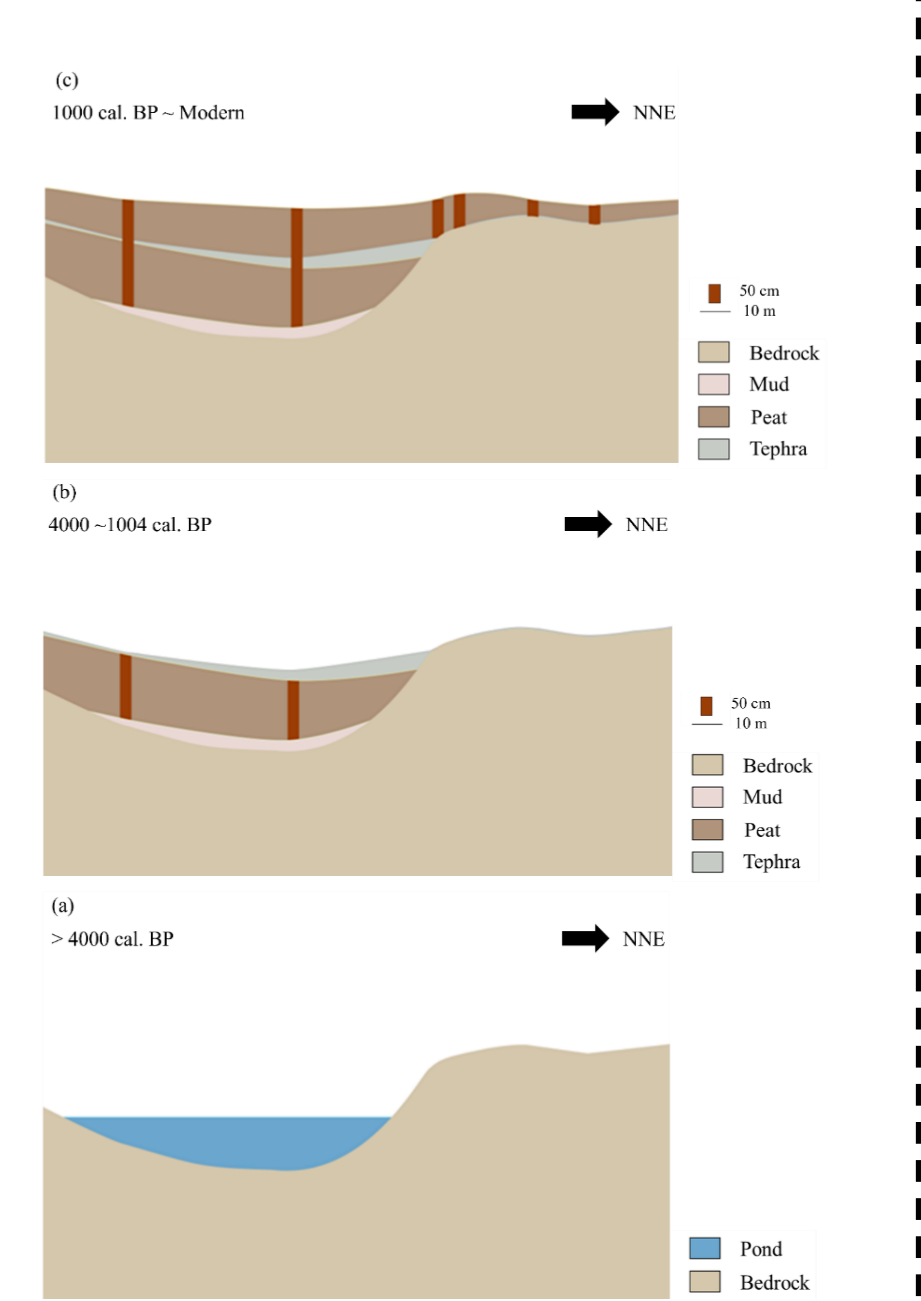 (c)
1000 cal. BP ~ Modern
NNE
50 cm
10 m
Bedrock
Mud
Peat
Tephra
(b)
4000 ~1004 cal. BP
NNE
50 cm
10 m
Bedrock
Mud
Peat
Tephra
(a)
> 4000 cal. BP
NNE
Pond
Bedrock